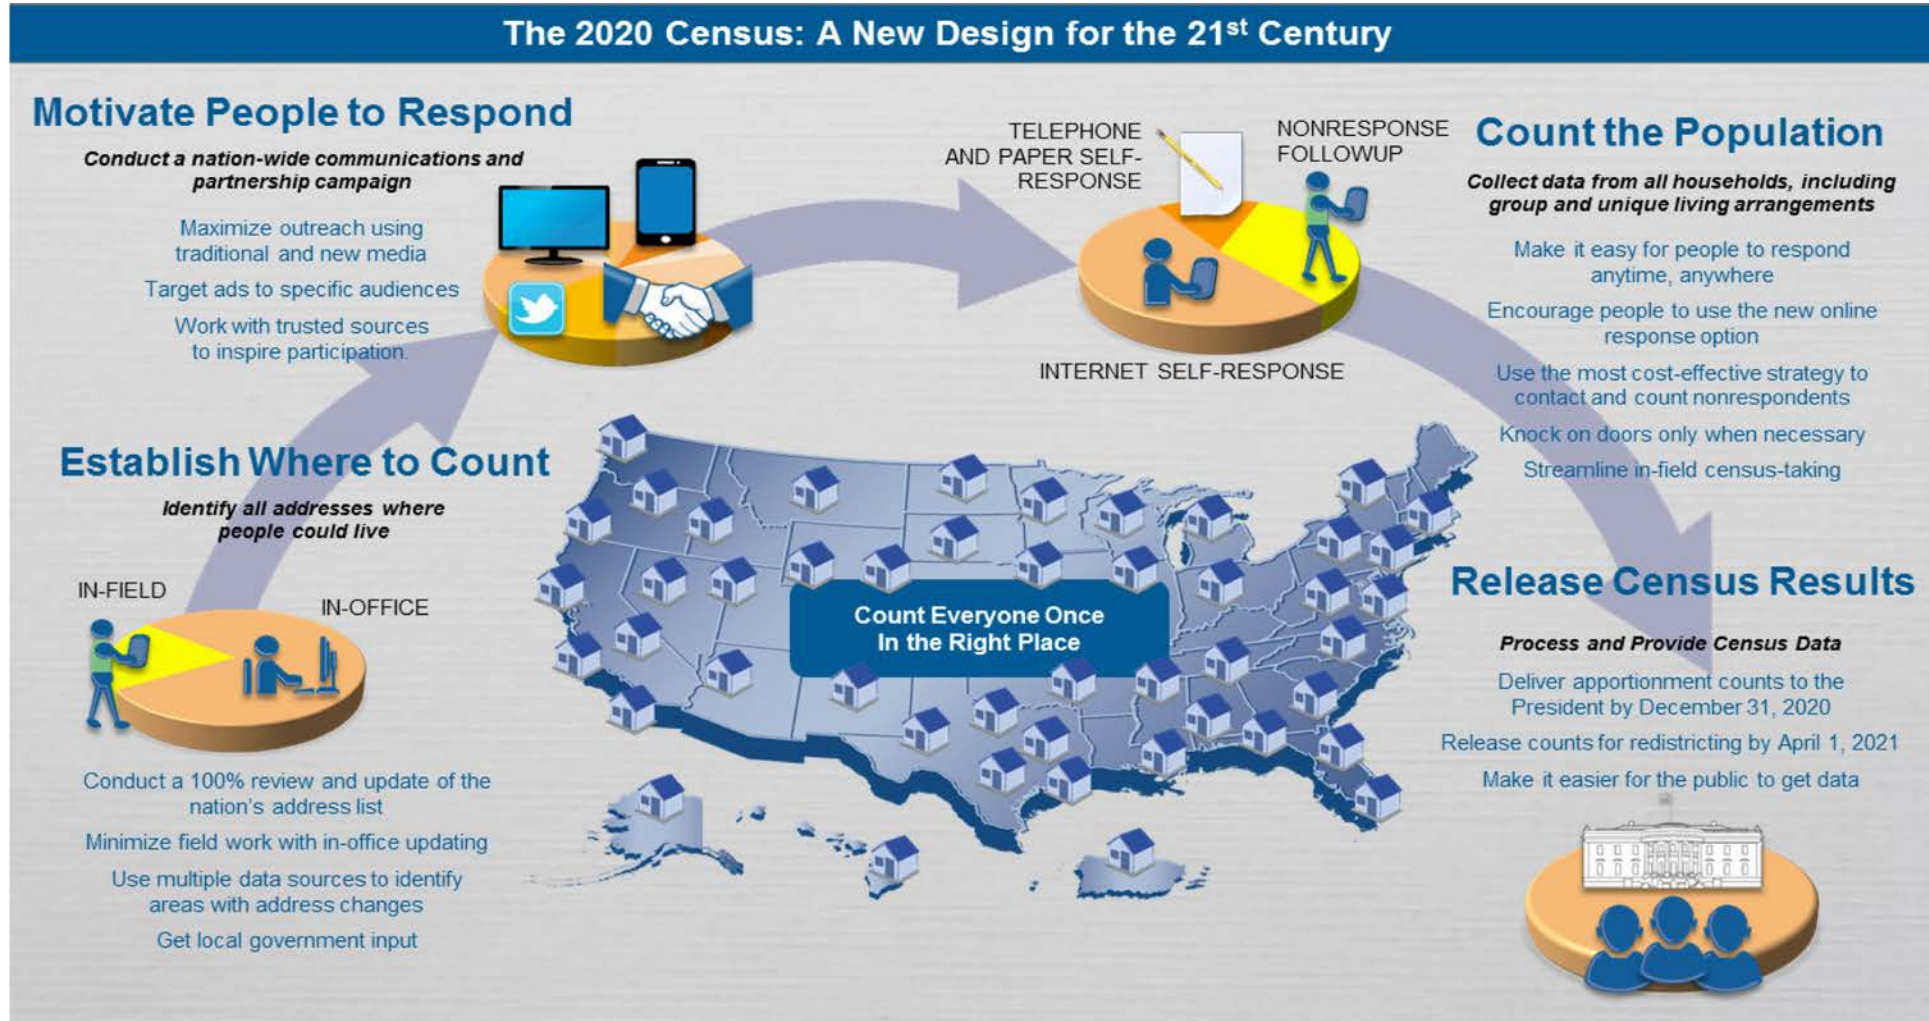 The 2020 Census: A New Design for the 21st Century
Motivate People to Respond
Conduct a nation-wide communications and
partnership campaign
Maximize outreach using
traditional and new media
Target ads to specific audiences
Work with trusted sources
to inspire participation.
TELEPHONE
AND PAPER SELF-
RESPONSE
NONRESPONSE
FOLLOWUP
INTERNET SELF-RESPONSE
Count the Population
Collect data from all households, including
group and unique living arrangements
Make it easy for people to respond
anytime, anywhere
Encourage people to use the new online
response option
Use the most cost-effective strategy to
contact and count nonrespondents
Knock on doors only when necessary
Streamline in-field census-taking
Establish Where to Count
Identify all addresses where
people could live
IN-FIELD
IN-OFFICE
Conduct a 100% review and update of the
nation's address list
Minimize field work with in-office updating
Use multiple data sources to identify
areas with address changes
Get local government input
Count Everyone Once
In the Right Place
Release Census Results
Process and Provide Census Data
Deliver apportionment counts to the
President by December 31, 2020
Release counts for redistricting by April 1, 2021
Make it easier for the public to get data